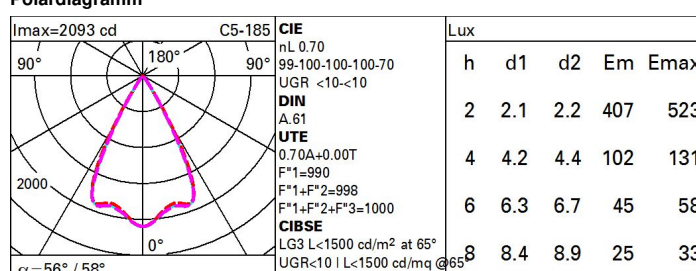 Polardiagramm
Imax=2093 cd C5-185
90° 180° 90°
2000
0°
α=56° / 58°
CIE
nL 0.70
99-100-100-100-70
UGR <10-<10
DIN
A.61
UTE
0.70A+0.00T
F"1=990
F"1+F"2=998
F"1+F"2+F"3=1000
CIBSE
LG3 L<1500 cd/m² at 65°
UGR<10 | L<1500 cd/mq @65°
Lux
h d1 d2 Em Emax
2 2.1 2.2 407 523
4 4.2 4.4 102 131
6 6.3 6.7 45 58
8 8.4 8.9 25 33